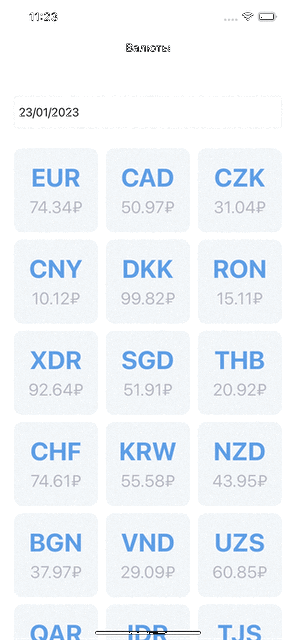 11:23
Валюты
23/01/2023
EUR CAD CZK
74.34₽ 50.97₽ 31.04₽
CNY DKK RON
10.12₽ 99.82₽ 15.11₽
XDR SGD THB
92.64₽ 51.91₽ 20.92₽
CHF KRW NZD
74.61₽ 55.58₽ 43.95₽
BGN VND UZS
37.97₽ 29.09₽ 60.85₽
QAR IDR TJS